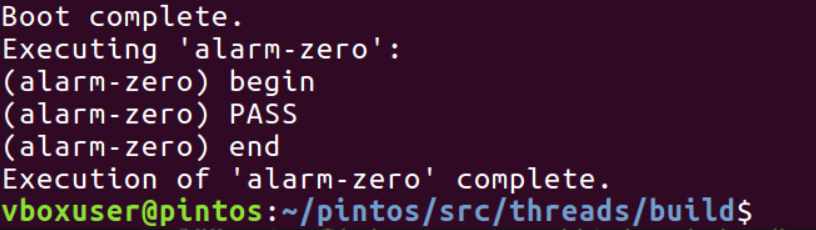 Boot complete.
Executing 'alarm-zero':
(alarm-zero) begin
(alarm-zero) PASS
(alarm-zero) end
Execution of 'alarm-zero' complete.
vboxuser@pintos:~/pintos/src/threads/build$